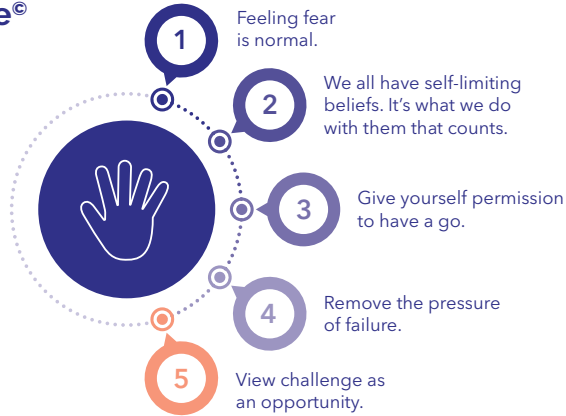 e©
1
Feeling fear
is normal.
2
We all have self-limiting
beliefs. It’s what we do
with them that counts.
3
Give yourself permission
to have a go.
4
Remove the pressure
of failure.
5
View challenge as
an opportunity.